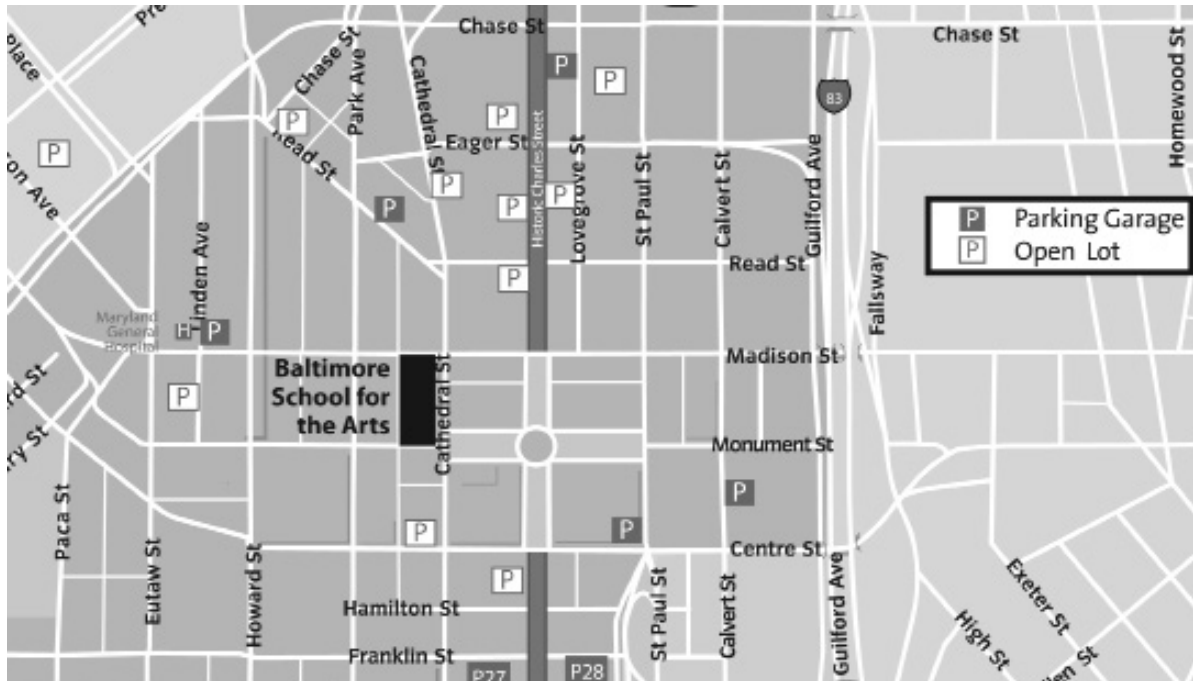 Place
Chase St
Chase St
Chase St
Park Ave
Cathedral St
P
P
P
P
P
83
Homewood St
Read St
Eager St
Historic Charles Street
Lovegrove St
St Paul St
Calvert St
Guilford Ave
P
P
P
P
P
P
Parking Garage
P
Open Lot
Linden Ave
P
Read St
Fallsway
Maryland
General
Hospital
H
P
Madison St
Baltimore
School for
the Arts
Cathedral St
P
Monument St
P
P
P
Centre St
Paca St
Eutaw St
Howard St
P
Hamilton St
St Paul St
Calvert St
Guilford Ave
Exeter St
High St
Franklin St
P27
P28